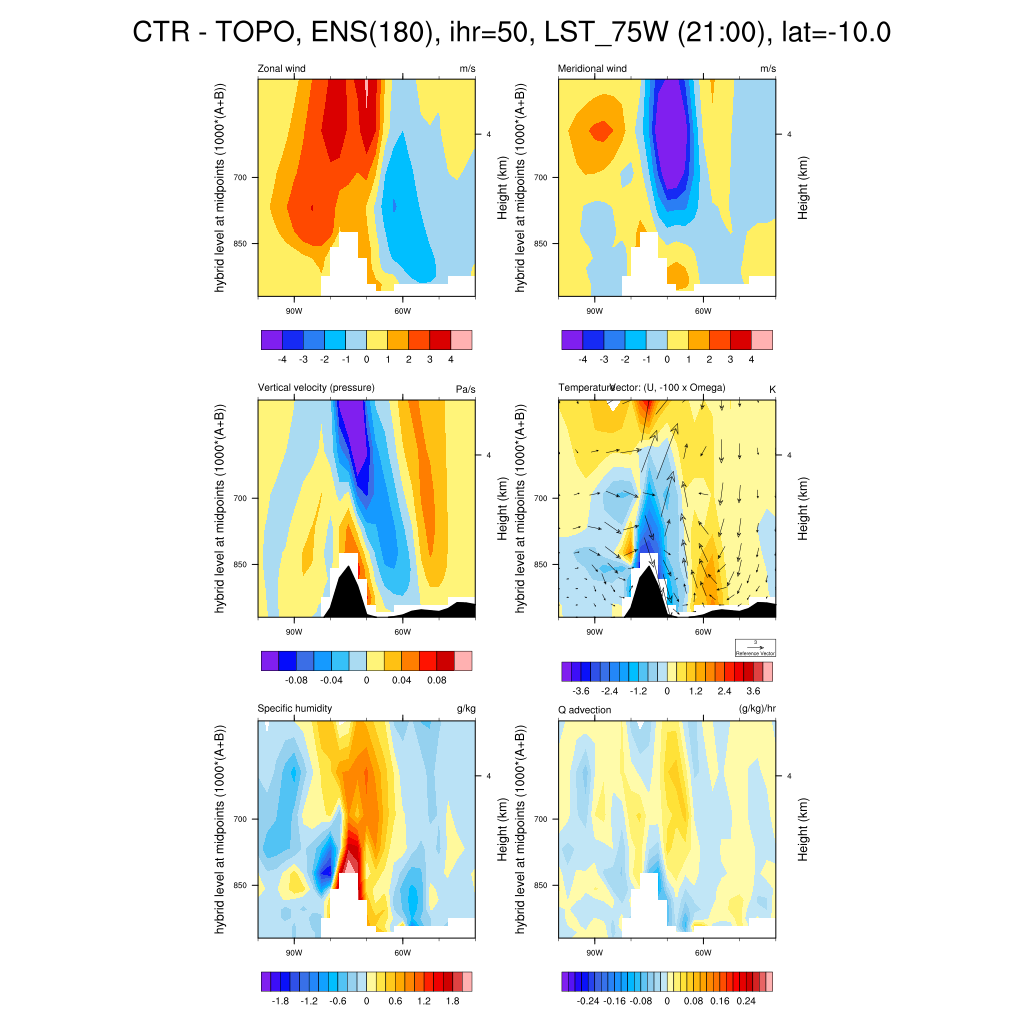 CTR - TOPO, ENS(180), ihr=50, LST_75W (21:00), lat=-10.0
Zonal wind m/s
hybrid level at midpoints (1000*(A+B))
700
850
4
Height (km)
90W 60W
-4 -3 -2 -1 0 1 2 3 4
Meridional wind m/s
hybrid level at midpoints (1000*(A+B))
700
850
4
Height (km)
90W 60W
-4 -3 -2 -1 0 1 2 3 4
Vertical velocity (pressure) Pa/s
hybrid level at midpoints (1000*(A+B))
700
850
4
Height (km)
90W 60W
-0.08 -0.04 0 0.04 0.08
Temperature Vector: (U, -100 x Omega) K
hybrid level at midpoints (1000*(A+B))
700
850
4
Height (km)
90W 60W
3
Reference Vector
-3.6 -2.4 -1.2 0 1.2 2.4 3.6
Specific humidity g/kg
hybrid level at midpoints (1000*(A+B))
700
850
4
Height (km)
90W 60W
-1.8 -1.2 -0.6 0 0.6 1.2 1.8
Q advection (g/kg)/hr
hybrid level at midpoints (1000*(A+B))
700
850
4
Height (km)
90W 60W
-0.24 -0.16 -0.08 0 0.08 0.16 0.24